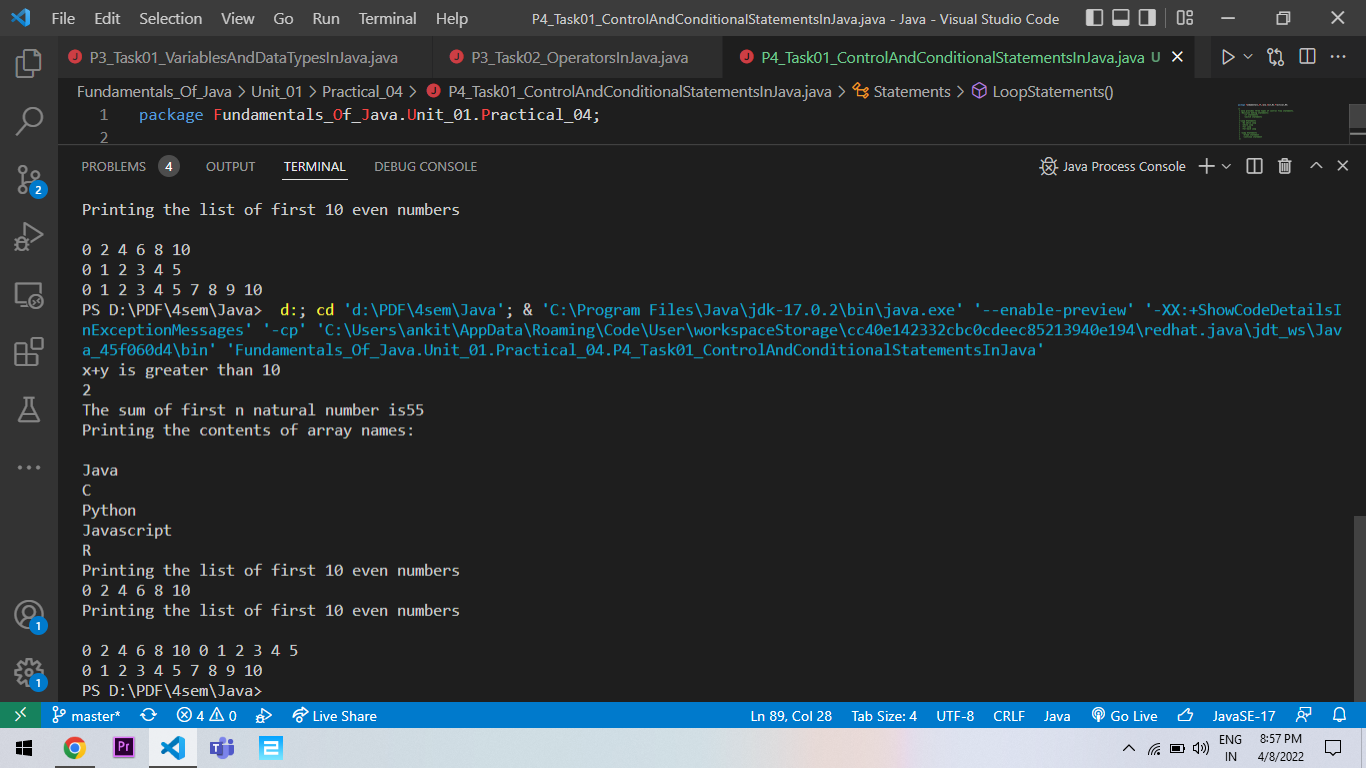 File Edit Selection View Go Run Terminal Help P4_Task01_ControlAndConditionalStatementsInJava.java - Java - Visual Studio Code
P3_Task01_VariablesAndDataTypesInJava.java P3_Task02_OperatorsInJava.java P4_Task01_ControlAndConditionalStatementsInJava.java U
Fundamentals_Of_Java > Unit_01 > Practical_04 > P4_Task01_ControlAndConditionalStatementsInJava.java > Statements > LoopStatements()
1 package Fundamentals_Of_Java.Unit_01.Practical_04;
2
PROBLEMS 4 OUTPUT TERMINAL DEBUG CONSOLE Java Process Console
Printing the list of first 10 even numbers
0 2 4 6 8 10
0 1 2 3 4 5
0 1 2 3 4 5 7 8 9 10
PS D:\PDF\4sem\Java> d:; cd 'd:\PDF\4sem\Java'; & 'C:\Program Files\Java\jdk-17.0.2\bin\java.exe' '--enable-preview' '-XX:+ShowCodeDetailsI
nExceptionMessages' '-cp' 'C:\Users\ankit\AppData\Roaming\Code\User\workspaceStorage\cc40e142332cbc0cdeec85213940e194\redhat.java\jdt_ws\Jav
a_45f060d4\bin' 'Fundamentals_Of_Java.Unit_01.Practical_04.P4_Task01_ControlAndConditionalStatementsInJava'
x+y is greater than 10
2
The sum of first n natural number is55
Printing the contents of array names:
Java
C
Python
Javascript
R
Printing the list of first 10 even numbers
0 2 4 6 8 10
Printing the list of first 10 even numbers
0 2 4 6 8 10 0 1 2 3 4 5
0 1 2 3 4 5 7 8 9 10
PS D:\PDF\4sem\Java>
2
1
1
master* 4 0 Live Share Ln 89, Col 28 Tab Size: 4 UTF-8 CRLF Java Go Live JavaSE-17
Pr
ENG
IN
8:57 PM
4/8/2022